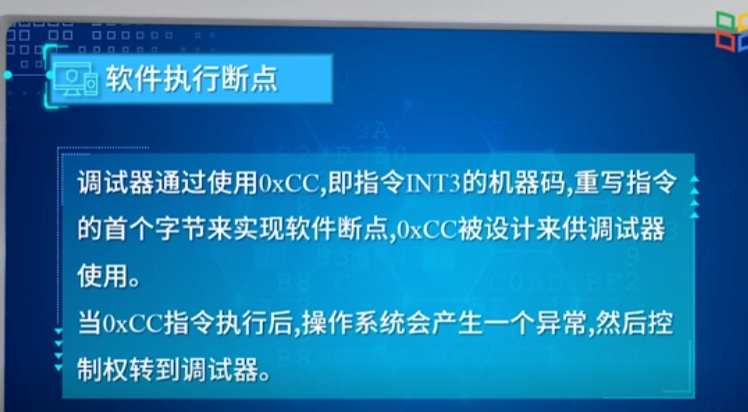 软件执行断点
调试器通过使用0xCC,即指令INT3的机器码,重写指令
的首个字节来实现软件断点,0xCC被设计来供调试器
使用。
当0xCC指令执行后,操作系统会产生一个异常,然后控
制权转到调试器。